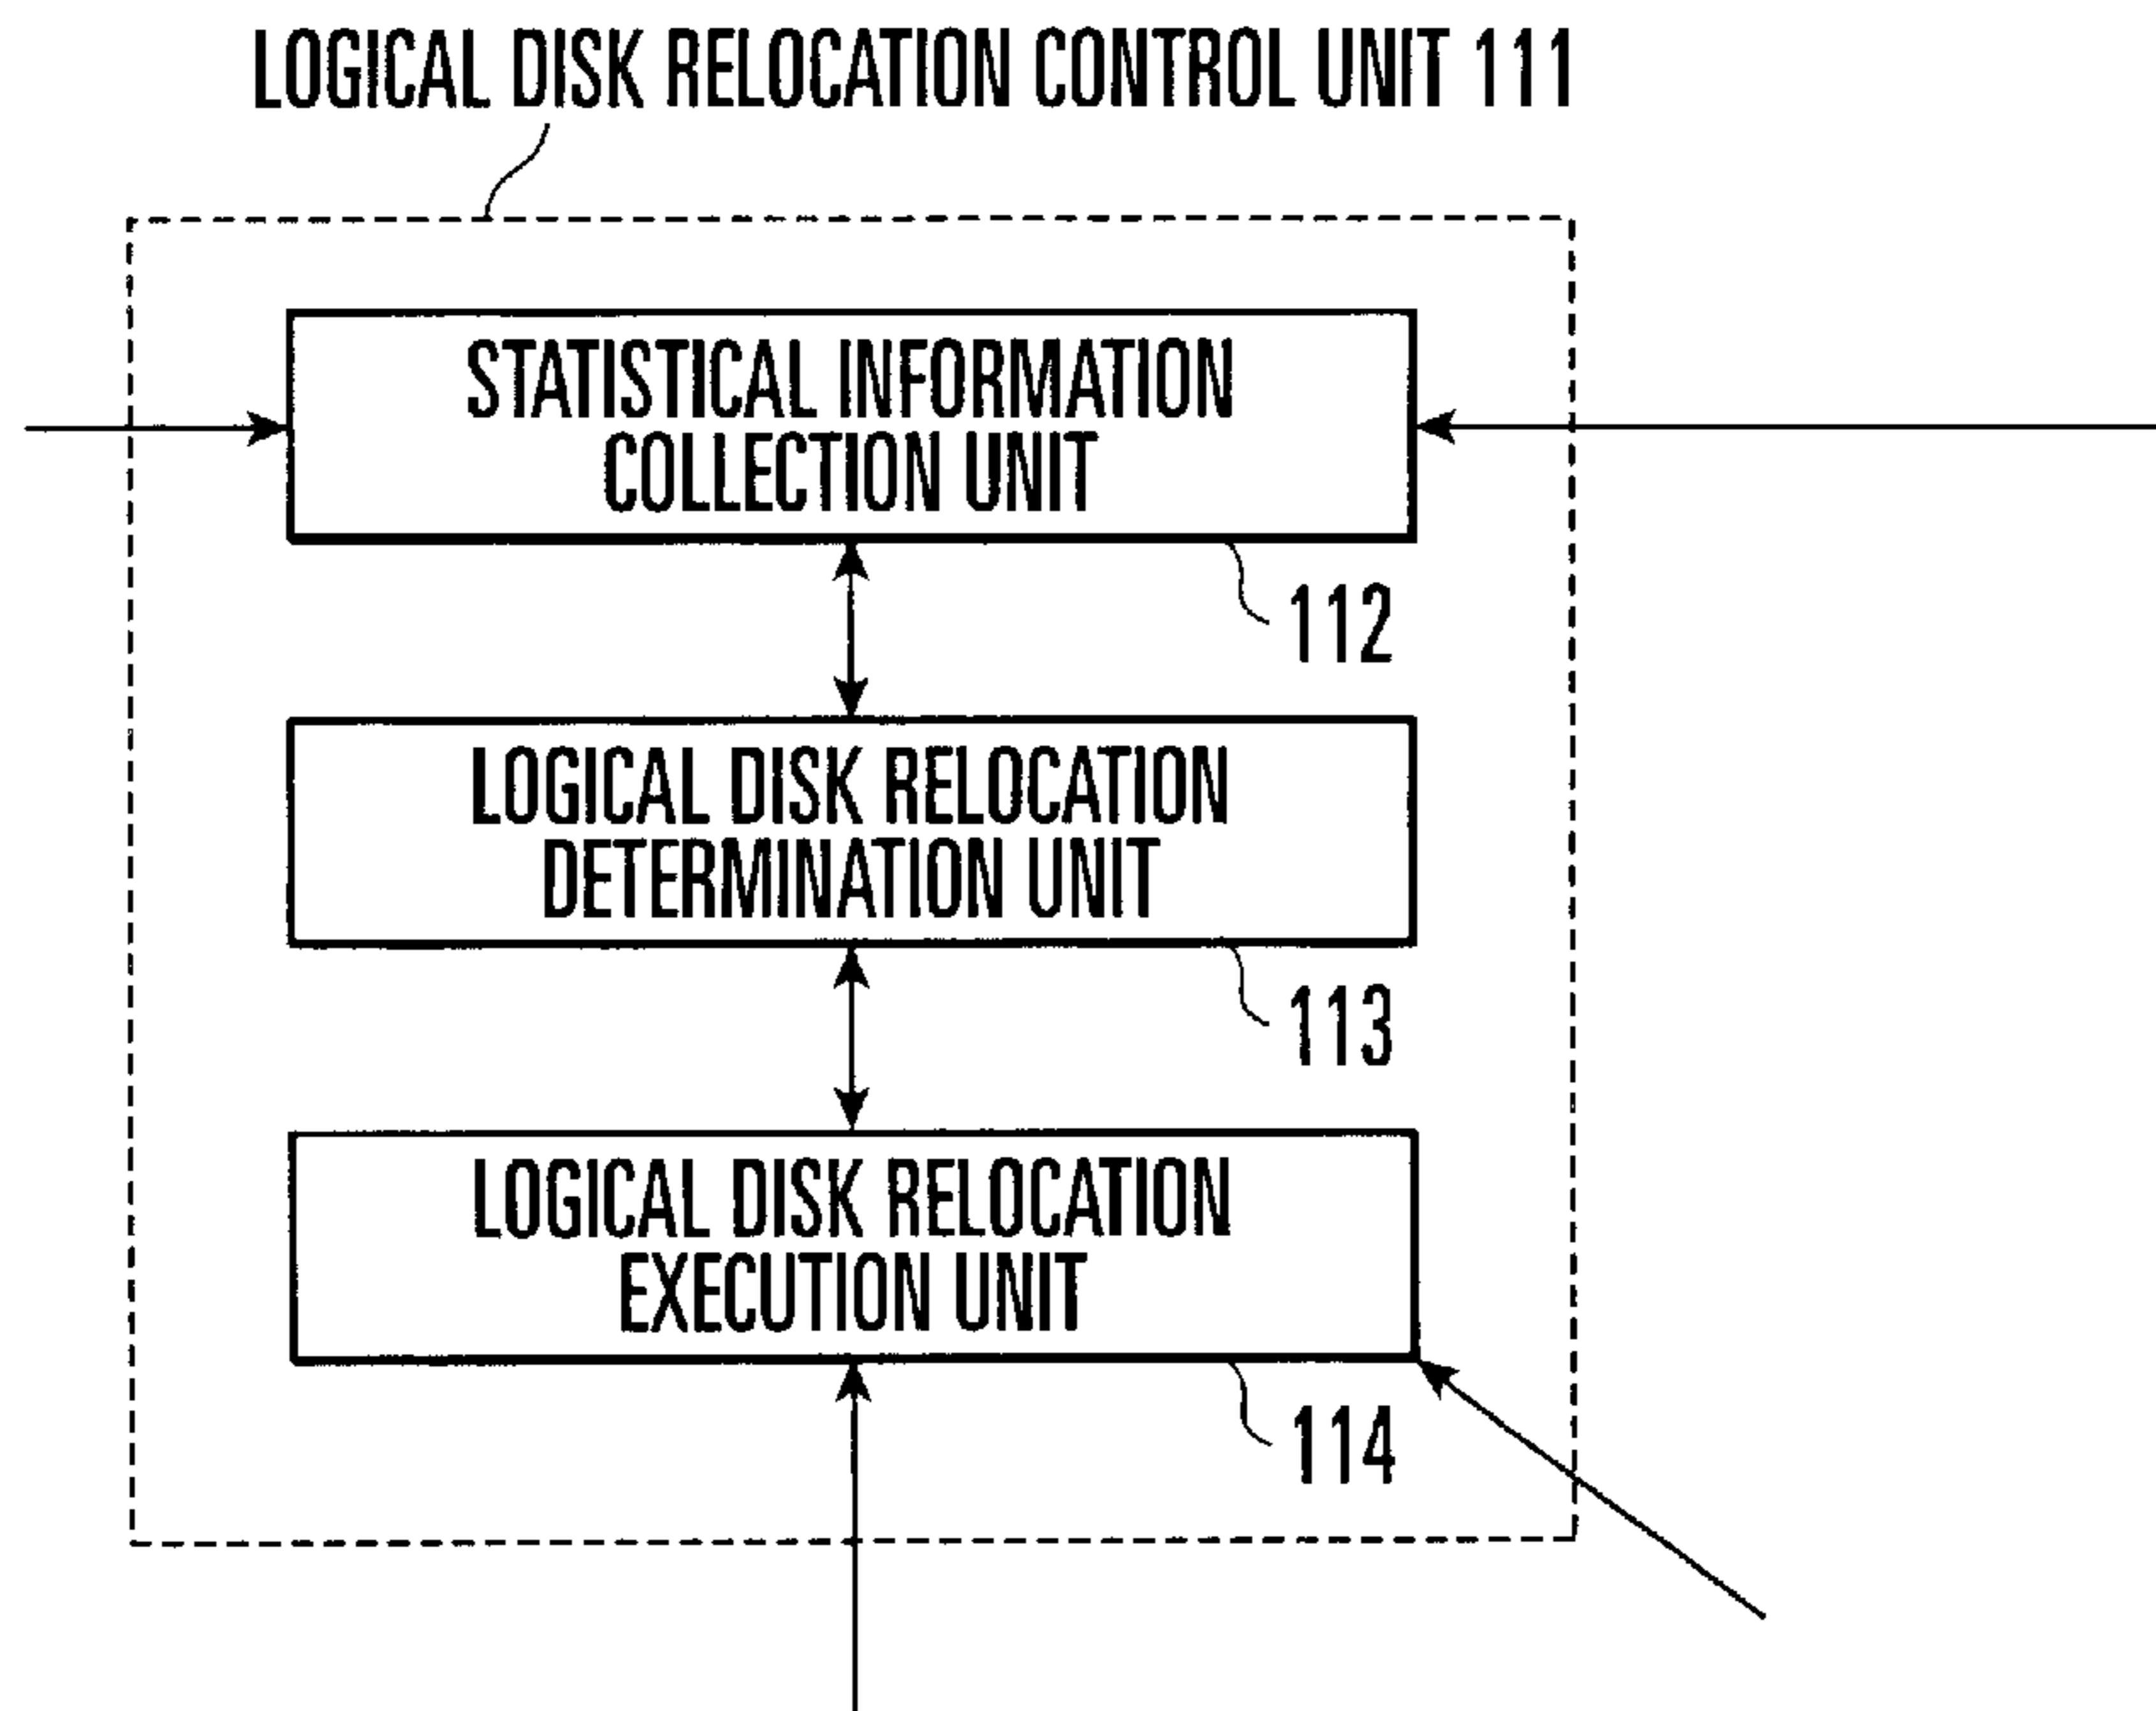 LOGICAL DISK RELOCATION CONTROL UNIT 111
STATISTICAL INFORMATION
COLLECTION UNIT
112
LOGICAL DISK RELOCATION
DETERMINATION UNIT
113
LOGICAL DISK RELOCATION
EXECUTION UNIT
114